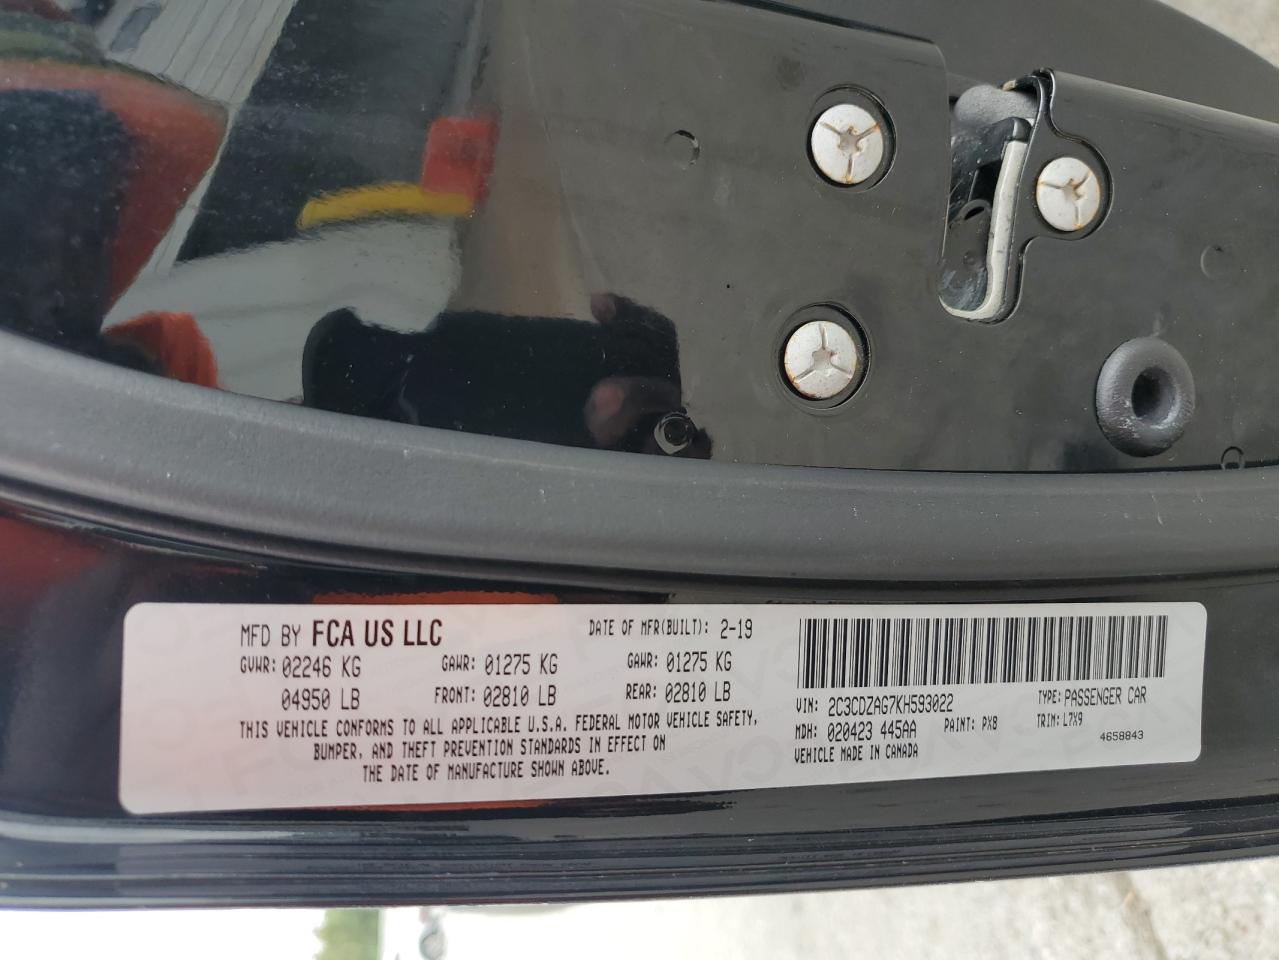 MFD BY FCA US LLC
DATE OF MFR(BUILT): 2-19
GVWR: 02246 KG
GAWR: 01275 KG
GAWR: 01275 KG
04950 LB
FRONT: 02810 LB
REAR: 02810 LB
THIS VEHICLE CONFORMS TO ALL APPLICABLE U.S.A. FEDERAL MOTOR VEHICLE SAFETY,
BUMPER, AND THEFT PREVENTION STANDARDS IN EFFECT ON
THE DATE OF MANUFACTURE SHOWN ABOVE.
VIN: 2C3CDZAG7KH593022
TYPE: PASSENGER CAR
MDH: 020423 445AA
PAINT: PX8
TRIM: L7X9
VEHICLE MADE IN CANADA
4658843